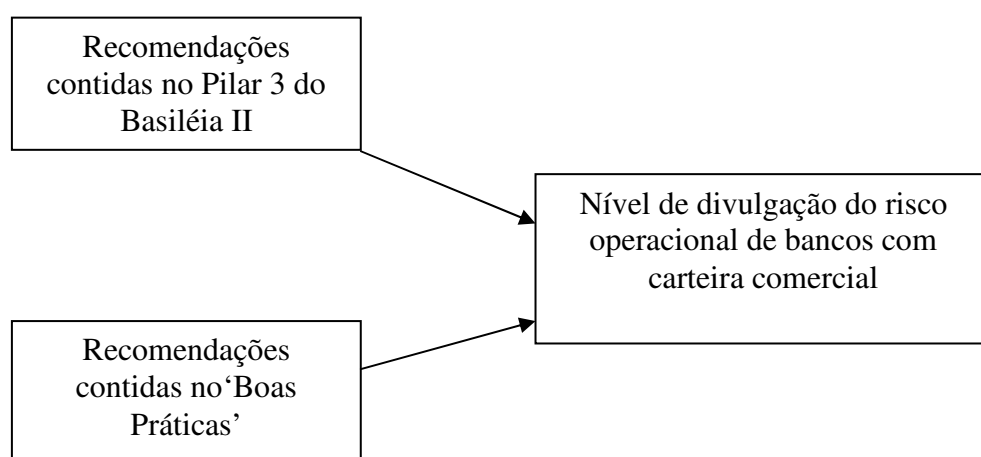 Recomendações
contidas no Pilar 3 do
Basiléia II
Nível de divulgação do risco
operacional de bancos com
carteira comercial
Recomendações
contidas no‘Boas
Práticas’